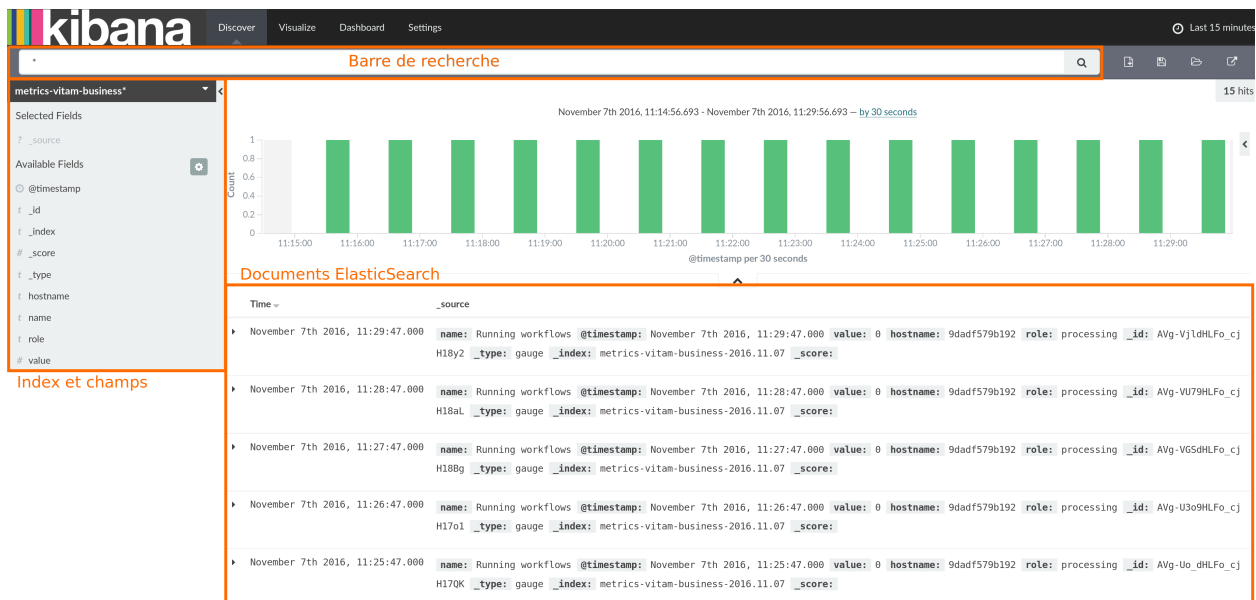 kibana
Discover Visualize Dashboard Settings Last 15 minutes
* Barre de recherche
metrics-vitam-business* 15 hits
Selected Fields
? _source
Available Fields
@timestamp
t _id
t _index
# _score
t _type
t hostname
t name
t role
# value
Index et champs
November 7th 2016, 11:14:56.693 - November 7th 2016, 11:29:56.693 — by 30 seconds
Count
1
0.8
0.6
0.4
0.2
0
11:15:00 11:16:00 11:17:00 11:18:00 11:19:00 11:20:00 11:21:00 11:22:00 11:23:00 11:24:00 11:25:00 11:26:00 11:27:00 11:28:00 11:29:00
@timestamp per 30 seconds
Documents ElasticSearch
Time _source
November 7th 2016, 11:29:47.000 name: Running workflows @timestamp: November 7th 2016, 11:29:47.000 value: 0 hostname: 9dadf579b192 role: processing _id: AVg-VjldHLFo_cj
H18y2 _type: gauge _index: metrics-vitam-business-2016.11.07 _score:
November 7th 2016, 11:28:47.000 name: Running workflows @timestamp: November 7th 2016, 11:28:47.000 value: 0 hostname: 9dadf579b192 role: processing _id: AVg-VU79HLFo_cj
H18aL _type: gauge _index: metrics-vitam-business-2016.11.07 _score:
November 7th 2016, 11:27:47.000 name: Running workflows @timestamp: November 7th 2016, 11:27:47.000 value: 0 hostname: 9dadf579b192 role: processing _id: AVg-VGSdHLFo_cj
H18Bg _type: gauge _index: metrics-vitam-business-2016.11.07 _score:
November 7th 2016, 11:26:47.000 name: Running workflows @timestamp: November 7th 2016, 11:26:47.000 value: 0 hostname: 9dadf579b192 role: processing _id: AVg-U3o9HLFo_cj
H17o1 _type: gauge _index: metrics-vitam-business-2016.11.07 _score:
November 7th 2016, 11:25:47.000 name: Running workflows @timestamp: November 7th 2016, 11:25:47.000 value: 0 hostname: 9dadf579b192 role: processing _id: AVg-Uo_dHLFo_cj
H17QK _type: gauge _index: metrics-vitam-business-2016.11.07 _score: